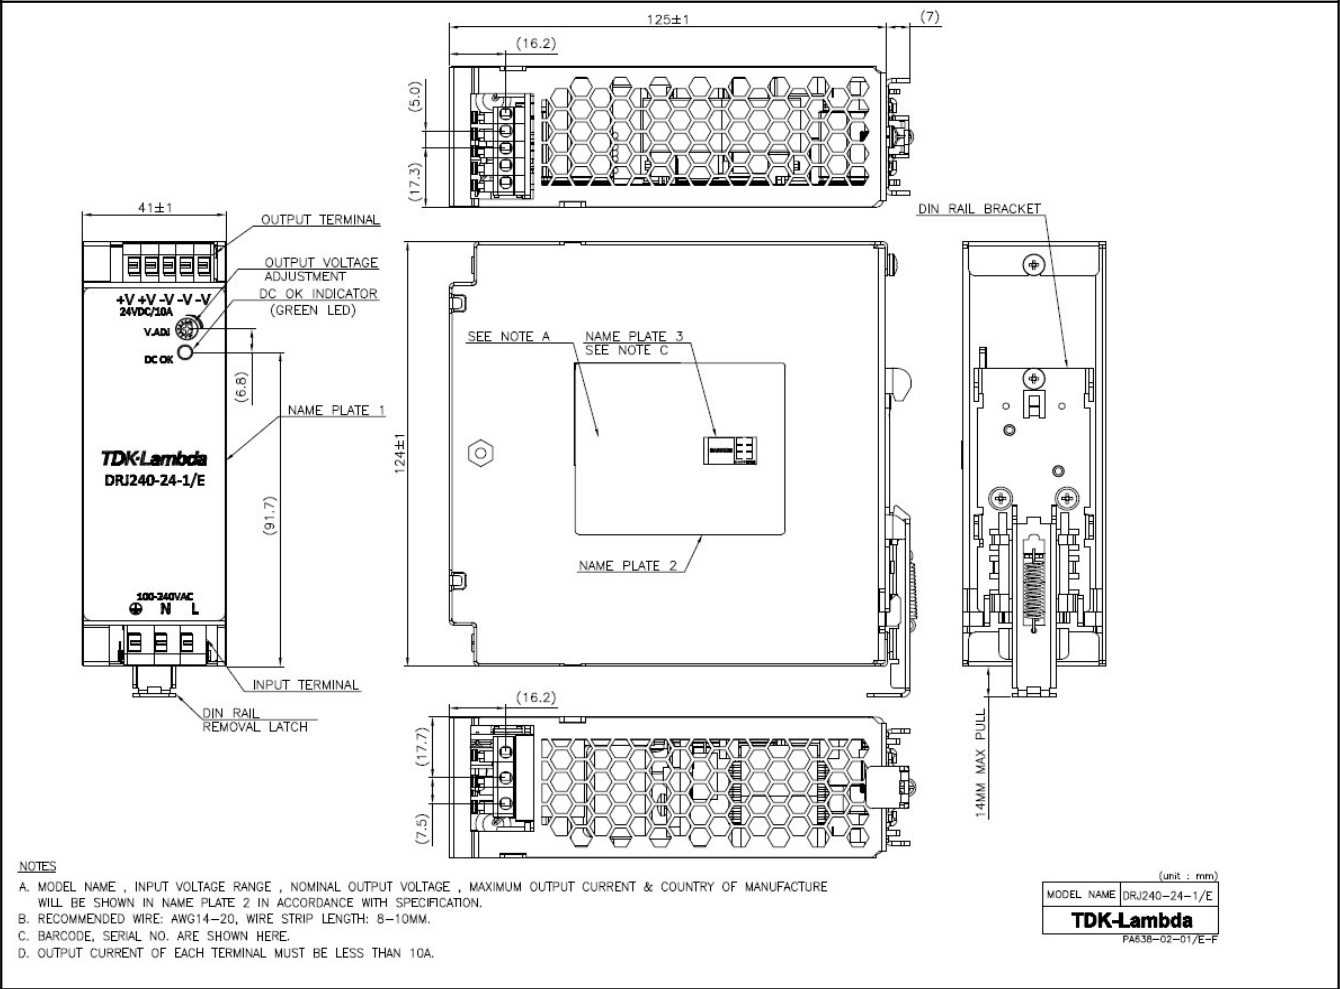 125±1
(7)
(16.2)
(5.0)
(17.3)
41±1
OUTPUT TERMINAL
OUTPUT VOLTAGE
ADJUSTMENT
DC OK INDICATOR
(GREEN LED)
+V +V -V -V -V
24VDC/10A
V.ADJ
DC OK
(6.8)
NAME PLATE 1
TDK-Lambda
DRJ240-24-1/E
(91.7)
100-240VAC
N L
INPUT TERMINAL
DIN RAIL
REMOVAL LATCH
124±1
SEE NOTE A
NAME PLATE 3
SEE NOTE C
BARCODE
NAME PLATE 2
DIN RAIL BRACKET
14MM MAX PULL
(16.2)
(17.7)
(7.5)
NOTES
A. MODEL NAME , INPUT VOLTAGE RANGE , NOMINAL OUTPUT VOLTAGE , MAXIMUM OUTPUT CURRENT & COUNTRY OF MANUFACTURE
WILL BE SHOWN IN NAME PLATE 2 IN ACCORDANCE WITH SPECIFICATION.
B. RECOMMENDED WIRE: AWG14-20, WIRE STRIP LENGTH: 8-10MM.
C. BARCODE, SERIAL NO. ARE SHOWN HERE.
D. OUTPUT CURRENT OF EACH TERMINAL MUST BE LESS THAN 10A.
(unit : mm)
MODEL NAME DRJ240-24-1/E
TDK-Lambda
PA638-02-01/E-F